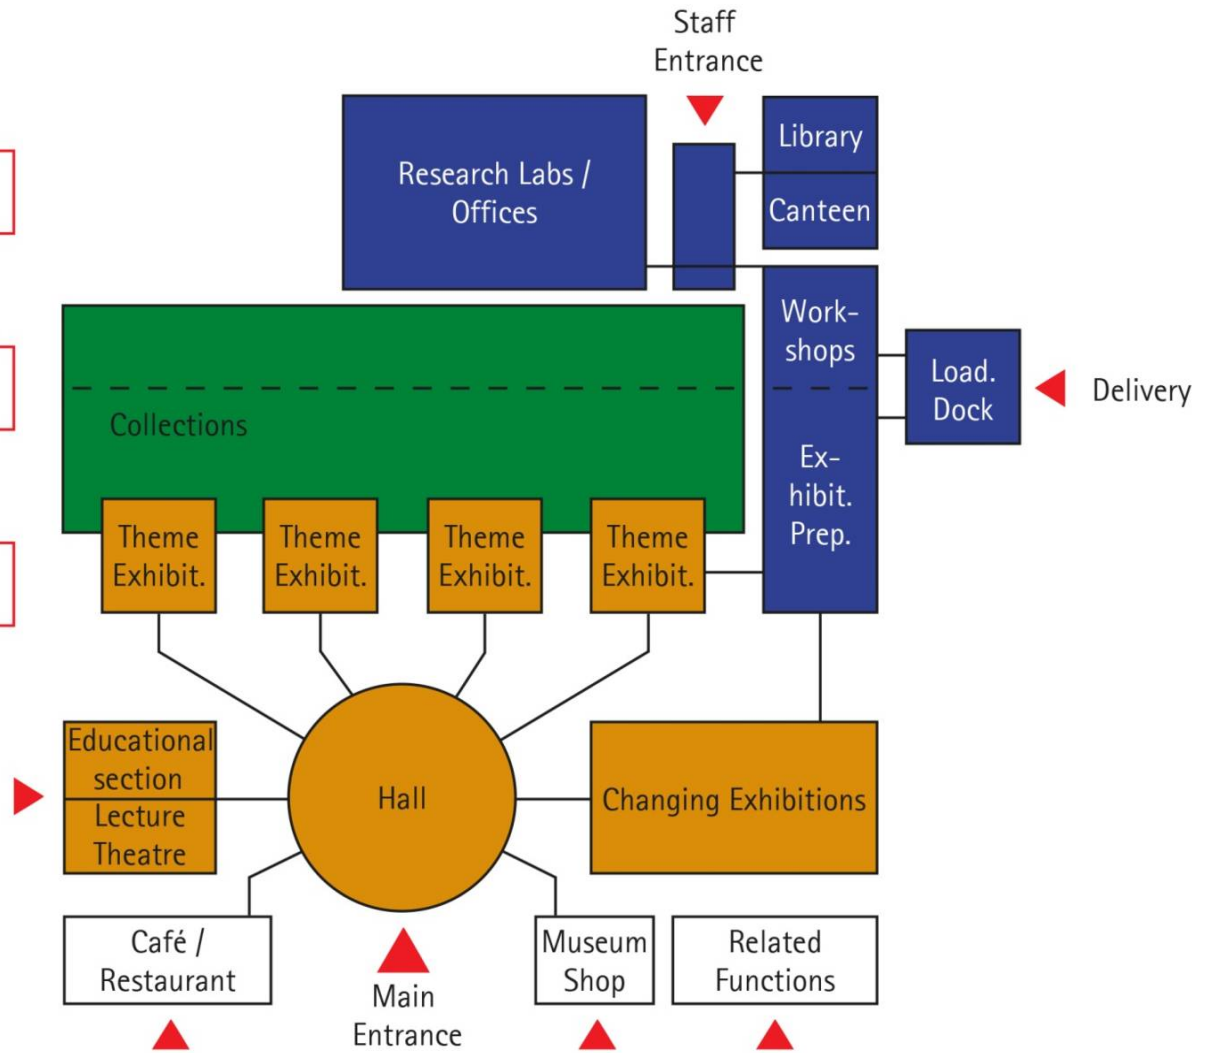 Staff
Entrance
Research Labs /
Offices
Library
Canteen
Work-
shops
Load.
Dock
Delivery
Collections
Ex-
hibit.
Prep.
Theme
Exhibit.
Theme
Exhibit.
Theme
Exhibit.
Theme
Exhibit.
Educational
section
Lecture
Theatre
Hall
Changing Exhibitions
Café /
Restaurant
Main
Entrance
Museum
Shop
Related
Functions